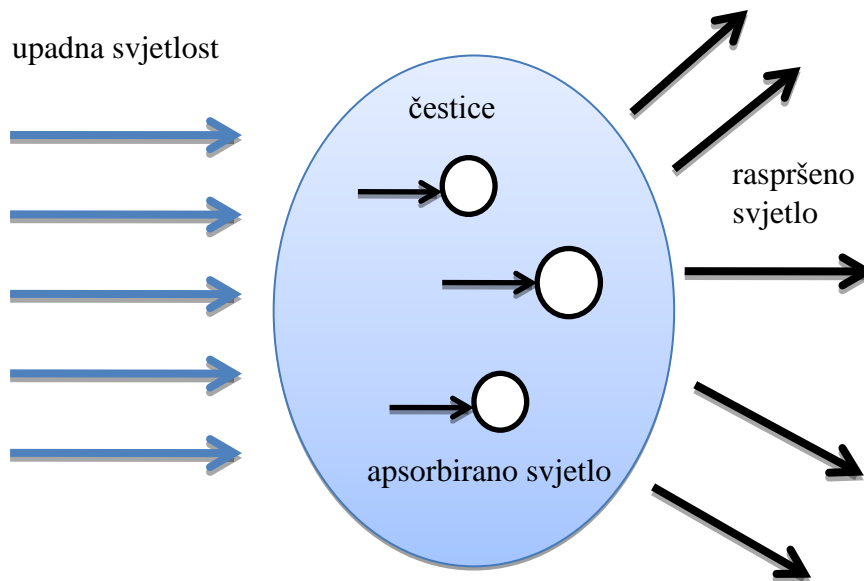 upadna svjetlost
čestice
raspršeno
svjetlo
apsorbirano svjetlo